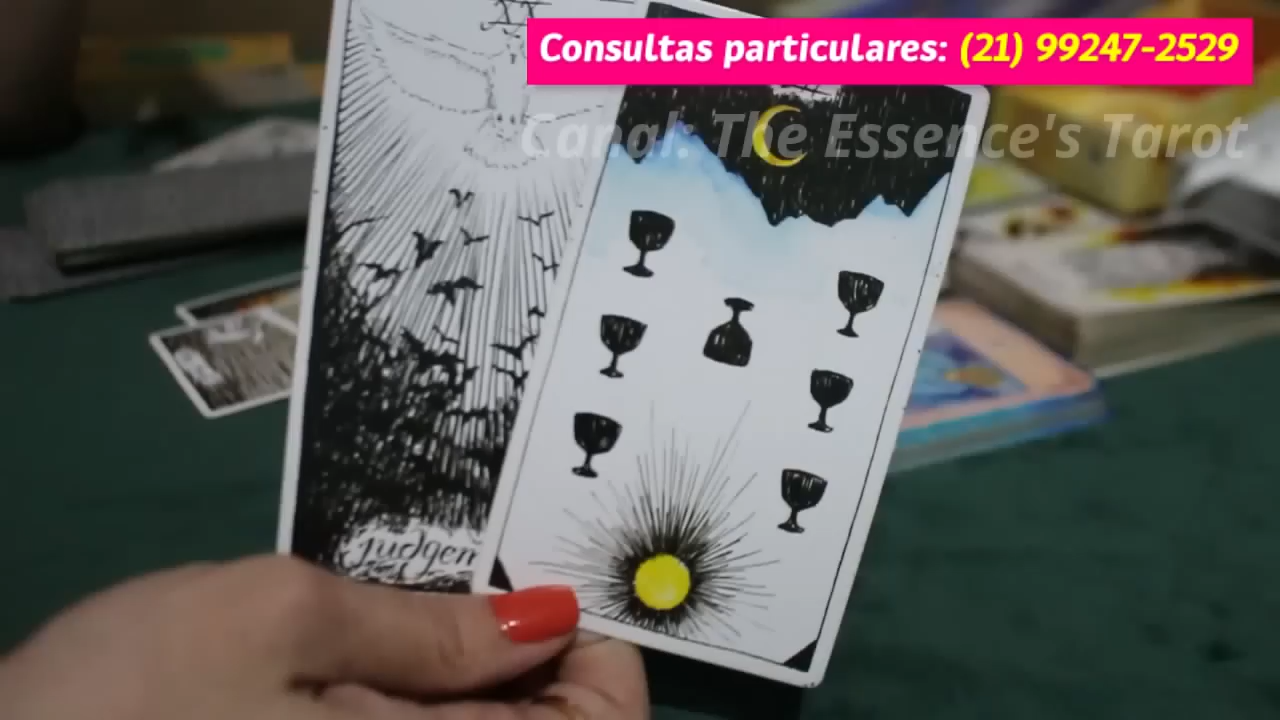 Consultas particulares: (21) 99247-2529
Canal: The Essence's Tarot